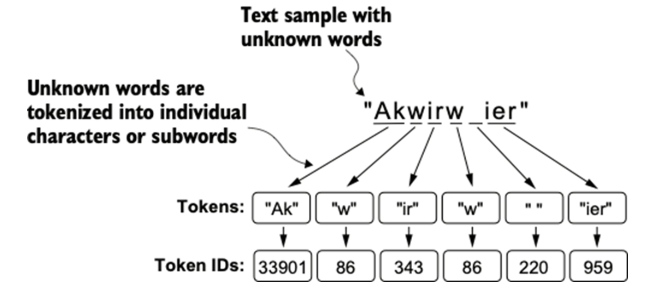 Text sample with
unknown words
Unknown words are
tokenized into individual
characters or subwords
"Akwirw ier"
Tokens: "Ak" "w" "ir" "w" " " "ier"
Token IDs: 33901 86 343 86 220 959